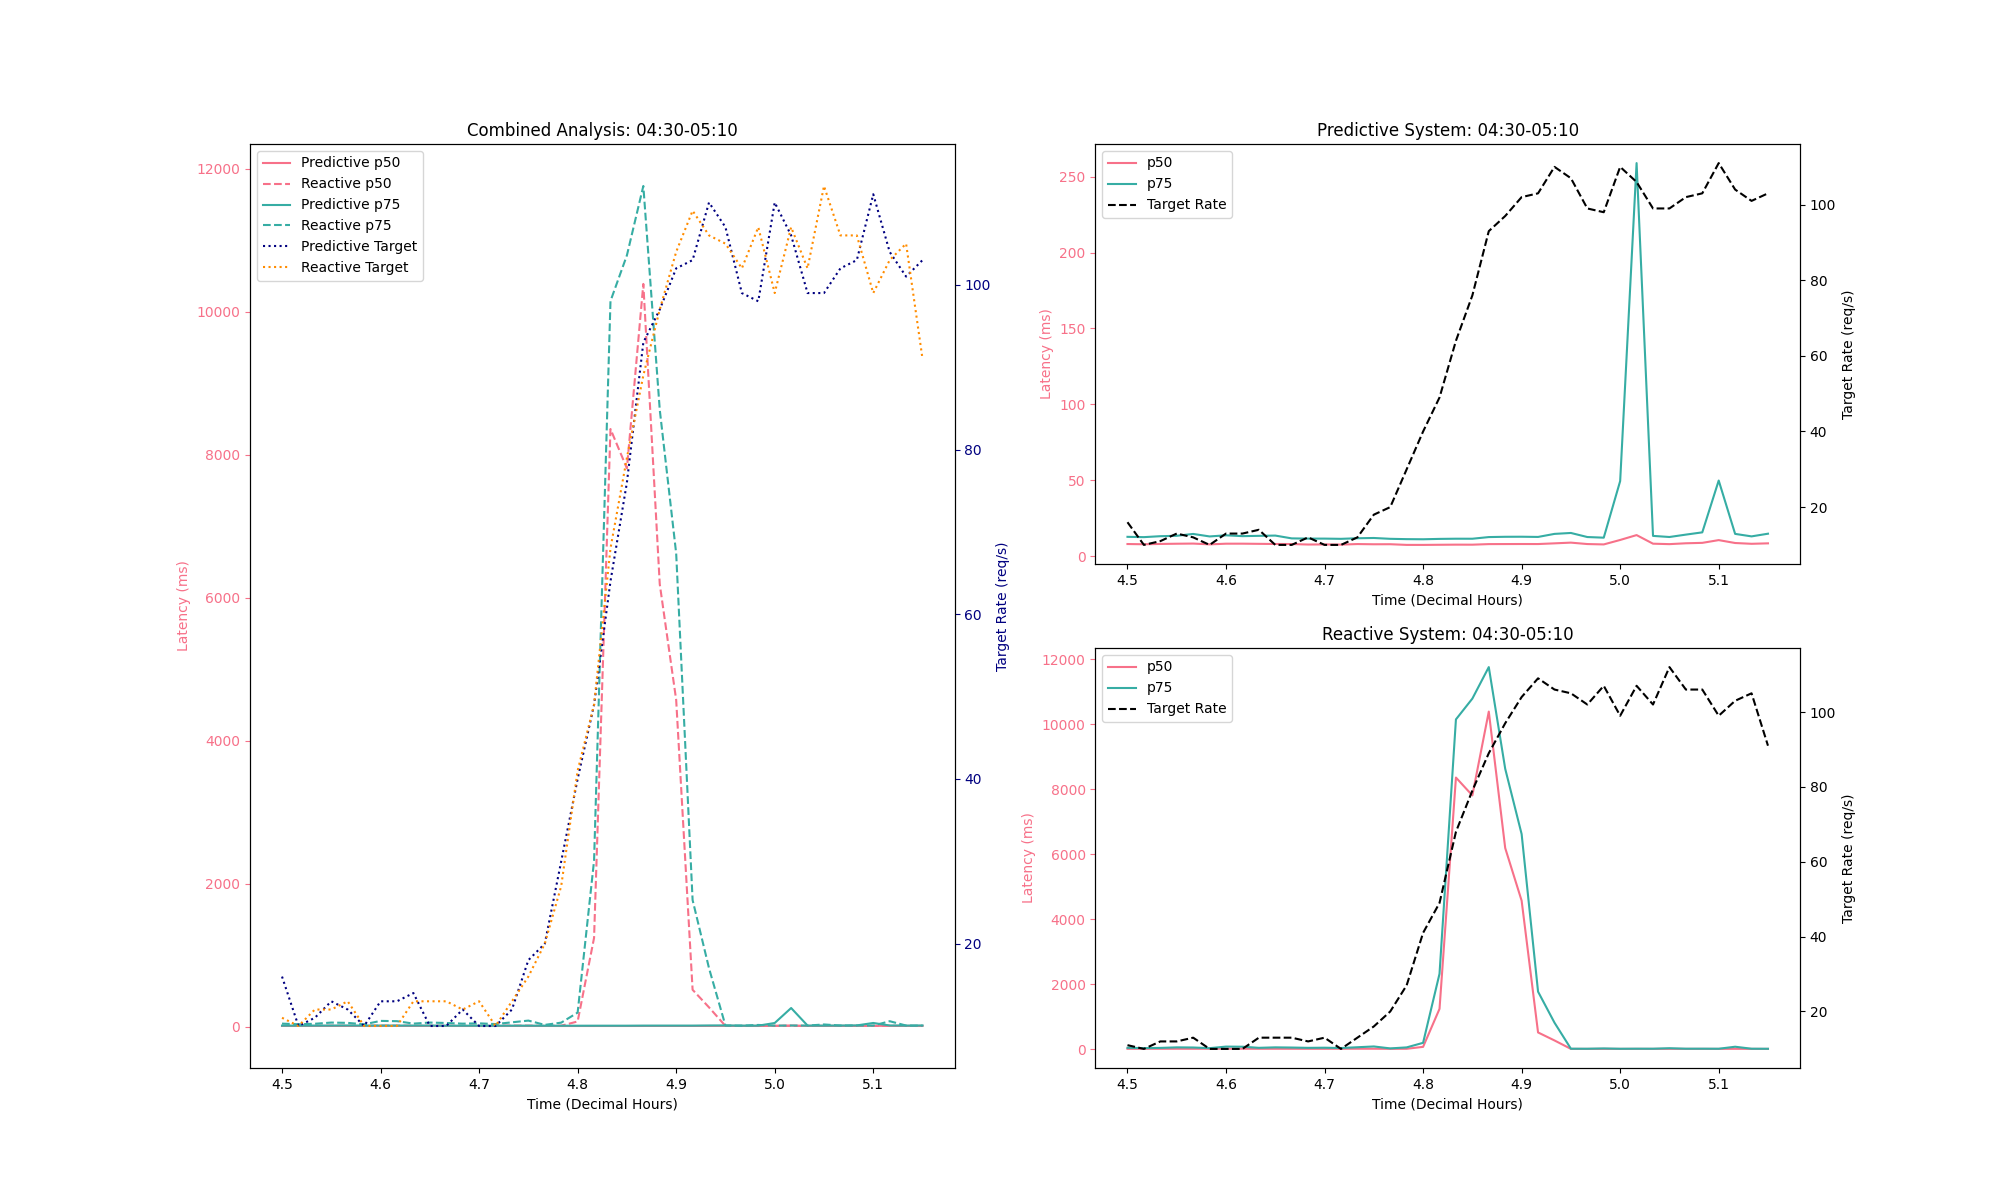 Combined Analysis: 04:30-05:10
Predictive p50
Reactive p50
Predictive p75
Reactive p75
Predictive Target
Reactive Target
12000
10000
8000
6000
4000
2000
0
Latency (ms)
100
80
60
40
20
Target Rate (req/s)
4.5 4.6 4.7 4.8 4.9 5.0 5.1
Time (Decimal Hours)
Predictive System: 04:30-05:10
p50
p75
Target Rate
250
200
150
100
50
0
Latency (ms)
100
80
60
40
20
Target Rate (req/s)
4.5 4.6 4.7 4.8 4.9 5.0 5.1
Time (Decimal Hours)
Reactive System: 04:30-05:10
p50
p75
Target Rate
12000
10000
8000
6000
4000
2000
0
Latency (ms)
100
80
60
40
20
Target Rate (req/s)
4.5 4.6 4.7 4.8 4.9 5.0 5.1
Time (Decimal Hours)